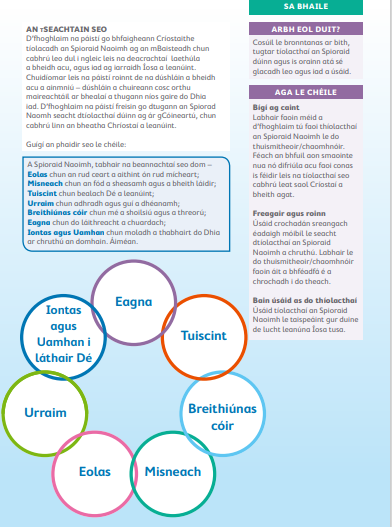 SA BHAILE
AN tSEACHTAIN SEO
D'fhoghlaim na páistí go bhfaigheann Críostaithe
tíolacadh an Spioraid Naoimh ag an mBaisteadh chun
cabhrú leo dul i ngleic leis na deacrachtaí laethúla
a bheidh acu, agus iad ag iarraidh Íosa a leanúint.
Chuidíomar leis na páistí roinnt de na dúshláin a bheidh
acu a ainmniú – dúshláin a chuireann cosc orthu
maireachtáil ar bhealaí a thugann níos gaire do Dhia
iad. D'fhoghlaim na páistí freisin go dtugann an Spiorad
Naomh seacht dtíolacthaí dúinn ag ár gCóineartú, chun
cabhrú linn an bheatha Chríostaí a leanúint.
Guígí an phaidir seo le chéile:
A Spioraid Naoimh, tabhair na beannachtaí seo dom –
Eolas chun an rud ceart a aithint ón rud mícheart;
Misneach chun an fód a sheasamh agus a bheith láidir;
Tuiscint chun bealach Dé a leanúint;
Urraim chun adhradh agus guí a dhéanamh;
Breithiúnas cóir chun mé a shoilsiú agus a threorú;
Eagna chun do láithreacht a chuardach;
Iontas agus Uamhan chun moladh a thabhairt do Dhia
ar chruthú an domhain. Áiméan.
ARBH EOL DUIT?
Cosúil le bronntanas ar bith,
tugtar tíolacthaí an Spioraid
dúinn agus is orainn atá sé
glacadh leo agus iad a úsáid.
AGA LE CHÉILE
Bígí ag caint
Labhair faoin méid a
d'fhoghlaim tú faoi thíolacthaí
an Spioraid Naoimh le do
thuismitheoir/chaomhnóir.
Féach an bhfuil aon smaointe
nua nó difriúla acu faoi conas
is féidir leis na tíolacthaí seo
cabhrú leat saol Críostaí a
bheith agat.
Freagair agus roinn
Úsáid crochadán sreangach
éadaigh móibíl le seacht
dtíolacthaí an Spioraid
Naoimh a chruthú. Labhair le
do thuismitheoir/chaomhnóir
faoin áit a bhféadfá é a
chrochadh i do theach.
Bain úsáid as do thíolacthaí
Úsáid tíolacthaí an Spioraid
Naoimh le taispeáint gur duine
de lucht leanúna Íosa tusa.
Eagna
Iontas
agus
Uamhan i
láthair Dé
Tuiscint
Urraim
Breithiúnas
cóir
Eolas
Misneach